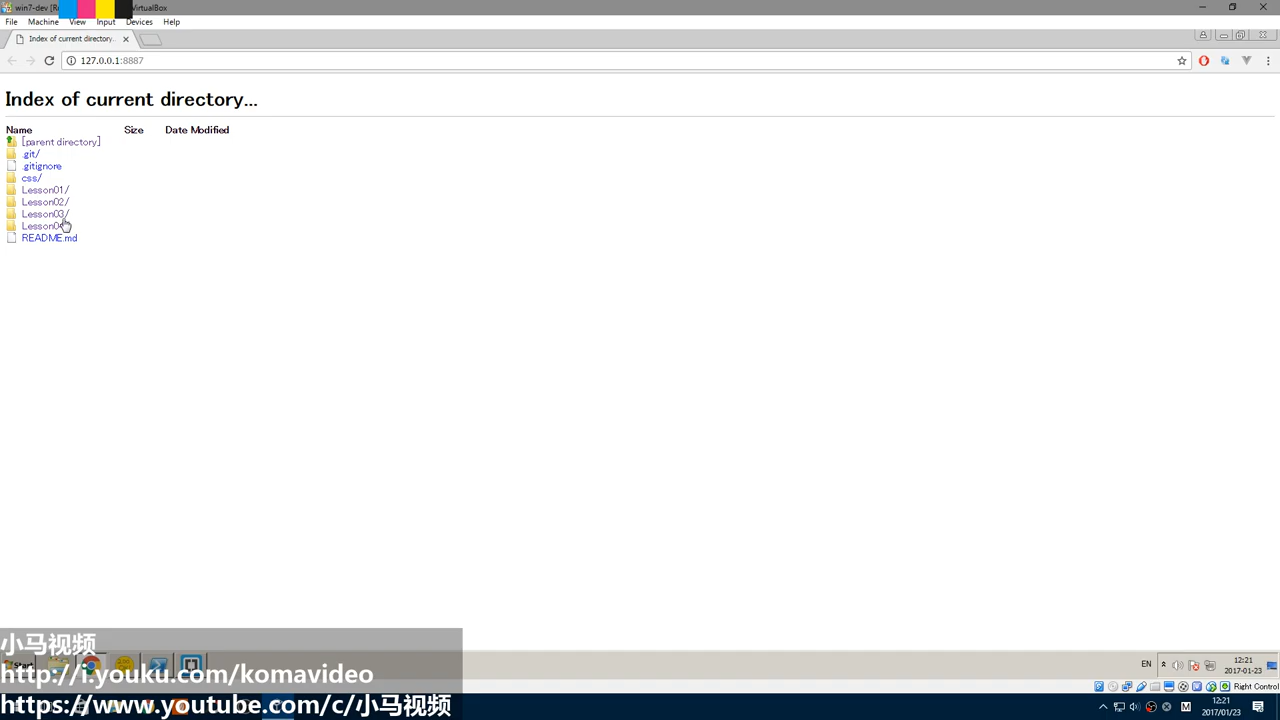 win7-dev [R
VirtualBox
File Machine View Input Devices Help
Index of current directory..
127.0.0.1:8887
Index of current directory...
Name Size Date Modified
[parent directory]
.git/
.gitignore
css/
Lesson01/
Lesson02/
Lesson03/
Lesson0
README.md
小马视频
http://i.youku.com/komavideo
https://www.youtube.com/c/小马视频
Start
EN
12:21
2017-01-23
Right Control
M
12:21
2017/01/23